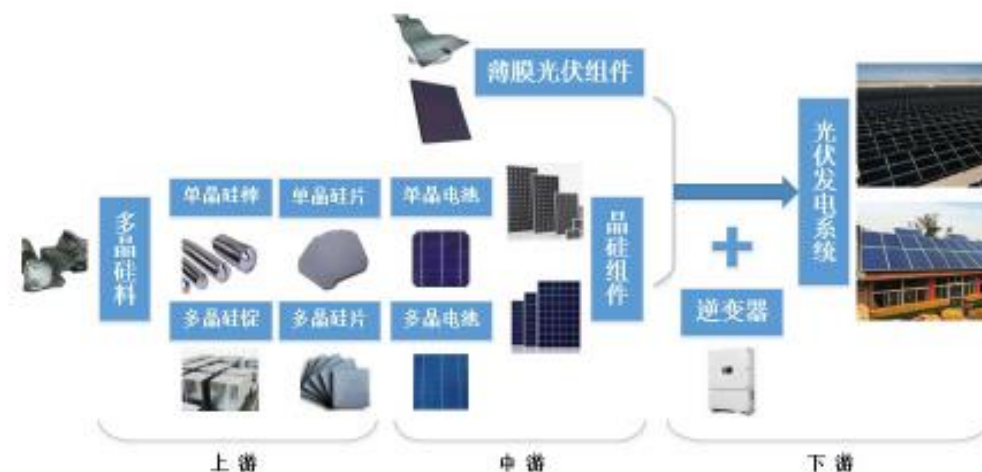 薄膜光伏组件
光伏发电系统
多晶硅料
单晶硅棒
单晶硅片
单晶电池
晶硅组件
多晶硅锭
多晶硅片
多晶电池
逆变器
上游
中游
下游